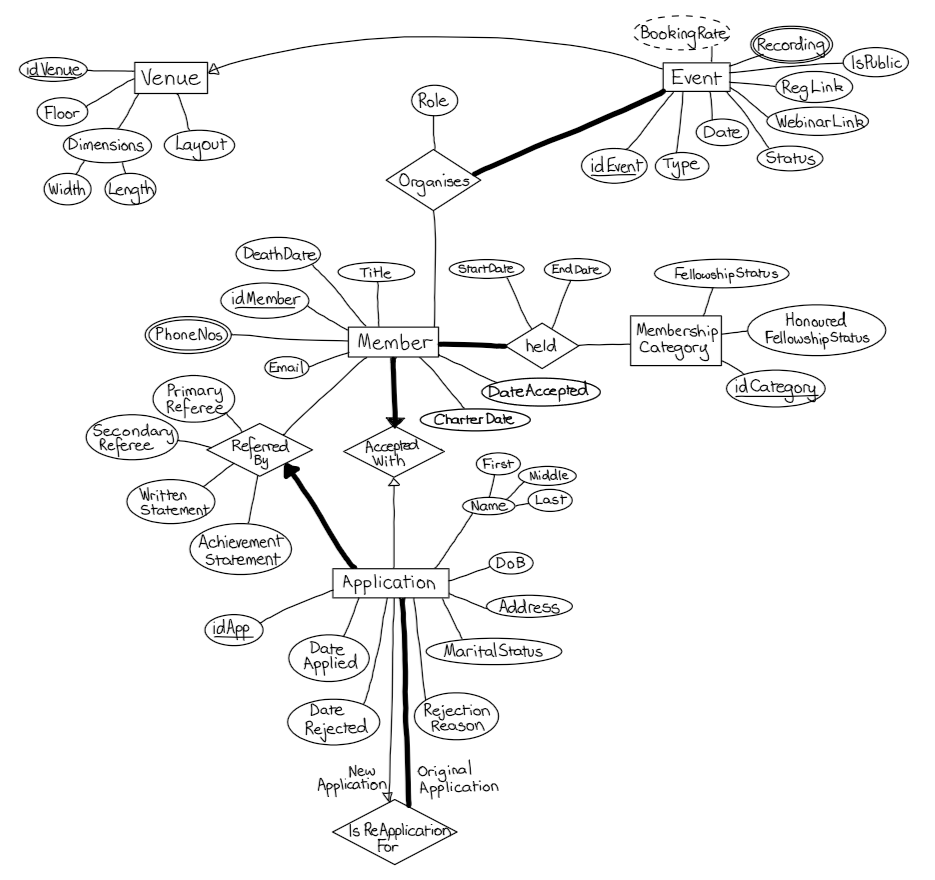 BookingRate
Recording
IsPublic
idVenue
Venue
Event
RegLink
Floor
Role
WebinarLink
Dimensions
Layout
Date
Status
Width
Length
Organises
idEvent
Type
DeathDate
Title
StartDate
EndDate
FellowshipStatus
idMember
PhoneNos
Member
held
Membership
Category
Honoured
FellowshipStatus
Email
DateAccepted
idCategory
Primary
Referee
CharterDate
Secondary
Referee
Referred
By
Accepted
With
First
Middle
Written
Statement
Name
Last
Achievement
Statement
Application
DoB
Address
idApp
Date
Applied
MaritalStatus
Date
Rejected
Rejection
Reason
New
Application
Original
Application
Is ReApplication
For